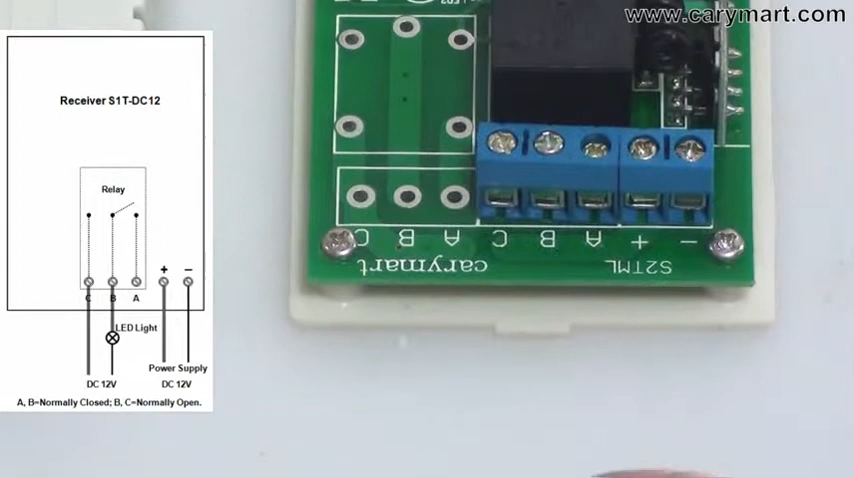 www.carymart.com
LED2
Receiver S1T-DC12
Relay
+ −
C B A
LED Light
Power Supply
DC 12V DC 12V
A, B=Normally Closed; B, C=Normally Open.
C B A C B A + −
carymart S2TML